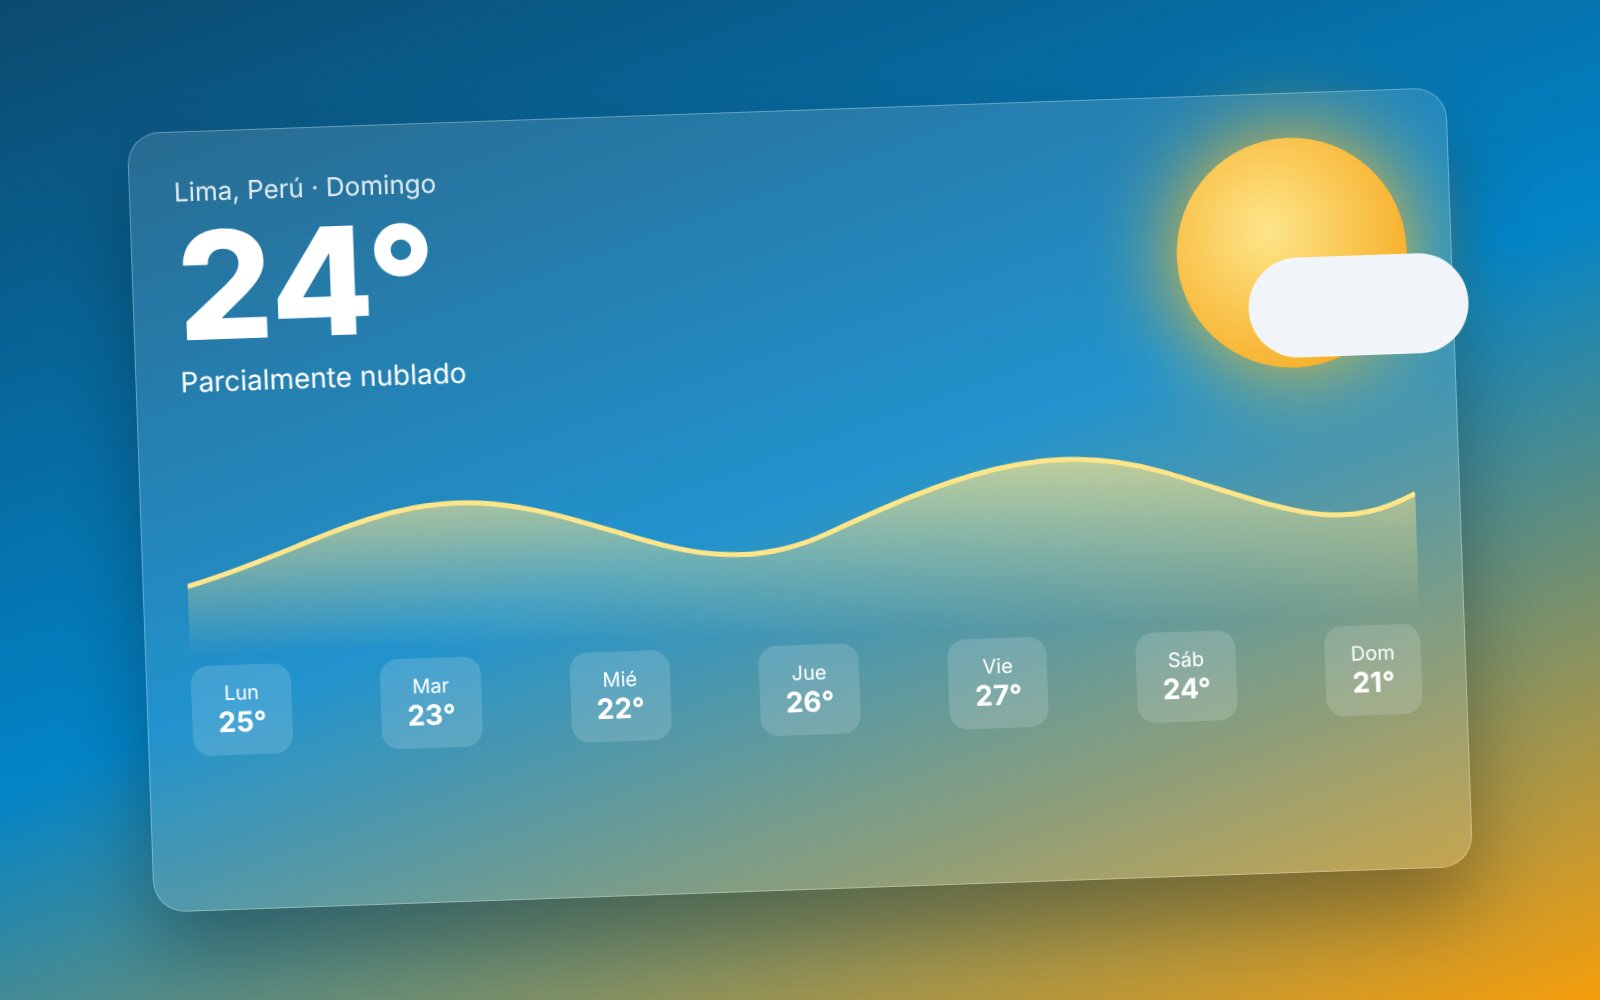 Lima, Perú · Domingo
24°
Parcialmente nublado
Lun
25°
Mar
23°
Mié
22°
Jue
26°
Vie
27°
Sáb
24°
Dom
21°